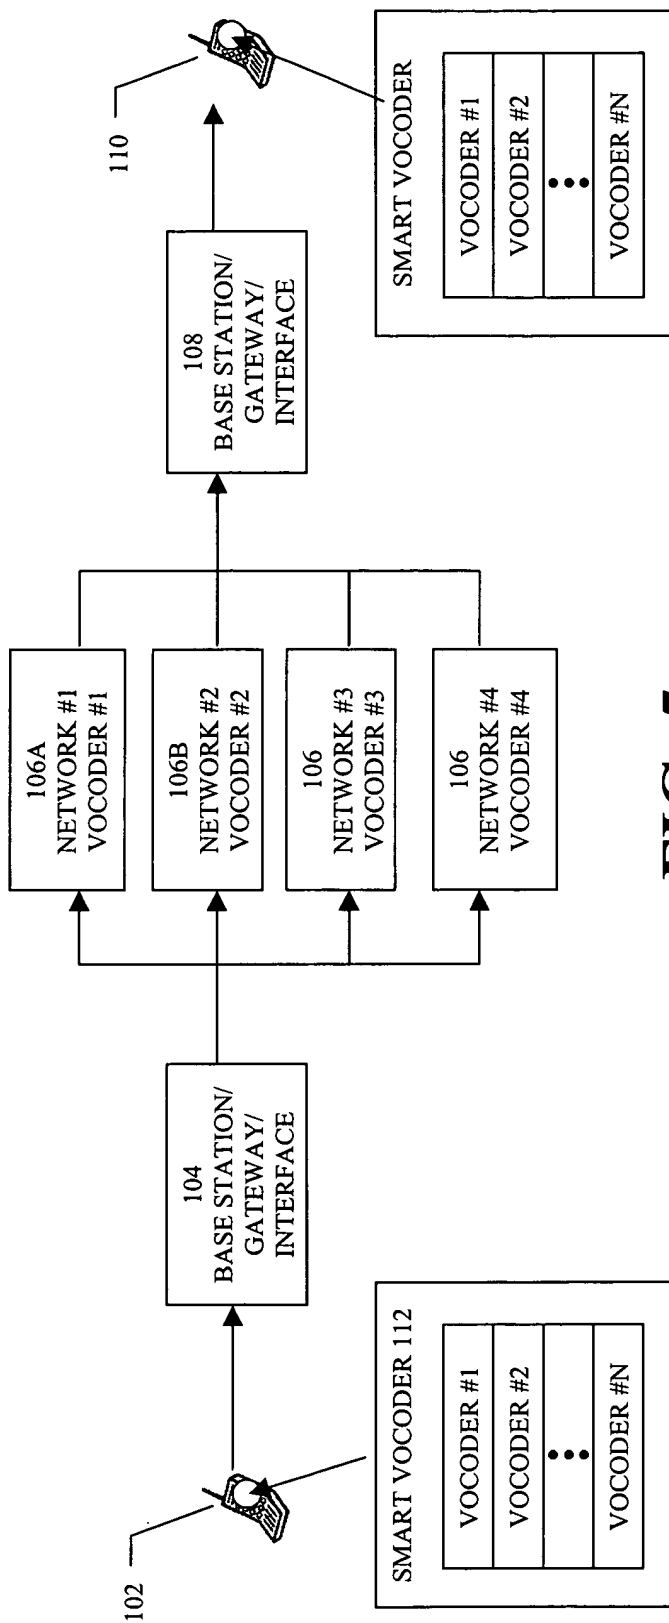 102
SMART VOCODER 112
VOCODER #1
VOCODER #2
VOCODER #N
104
BASE STATION/
GATEWAY/
INTERFACE
106A
NETWORK #1
VOCODER #1
106B
NETWORK #2
VOCODER #2
106
NETWORK #3
VOCODER #3
106
NETWORK #4
VOCODER #4
108
BASE STATION/
GATEWAY/
INTERFACE
110
SMART VOCODER
VOCODER #1
VOCODER #2
VOCODER #N